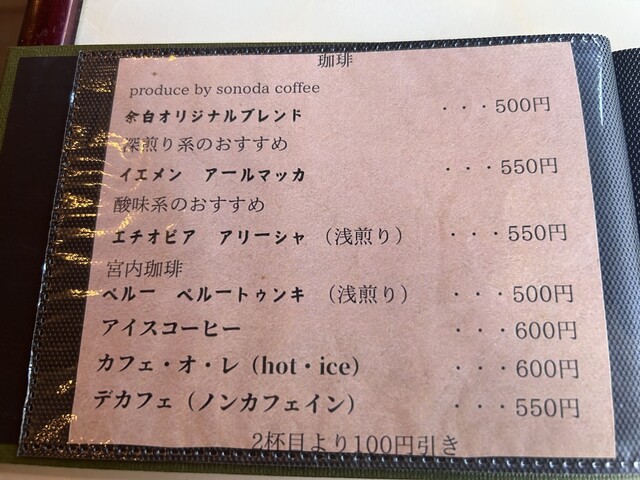 珈琲
produce by sonoda coffee
余白オリジナルブレンド ・・・500円
深煎り系のおすすめ
イエメン アールマッカ ・・・550円
酸味系のおすすめ
エチオピア アリーシャ （浅煎り） ・・・550円
宮内珈琲
ペルー ペルートゥンキ （浅煎り） ・・・500円
アイスコーヒー ・・・600円
カフェ・オ・レ（hot・ice） ・・・600円
デカフェ（ノンカフェイン） ・・・550円
2杯目より100円引き